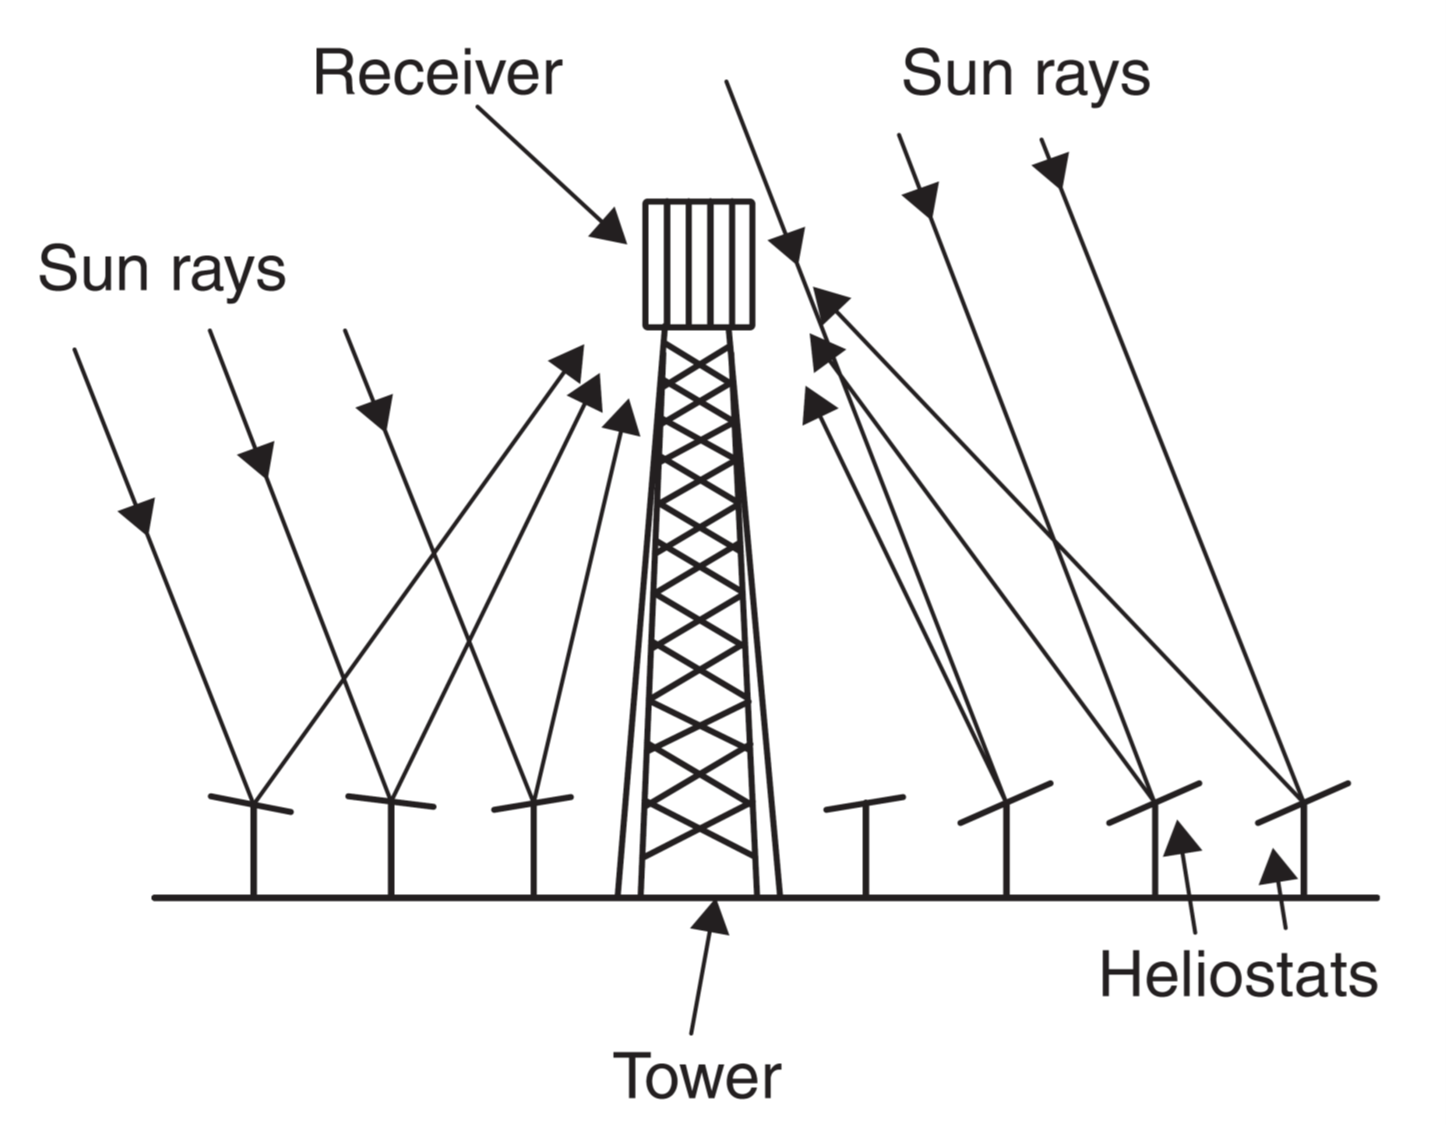 Receiver
Sun rays
Sun rays
Heliostats
Tower